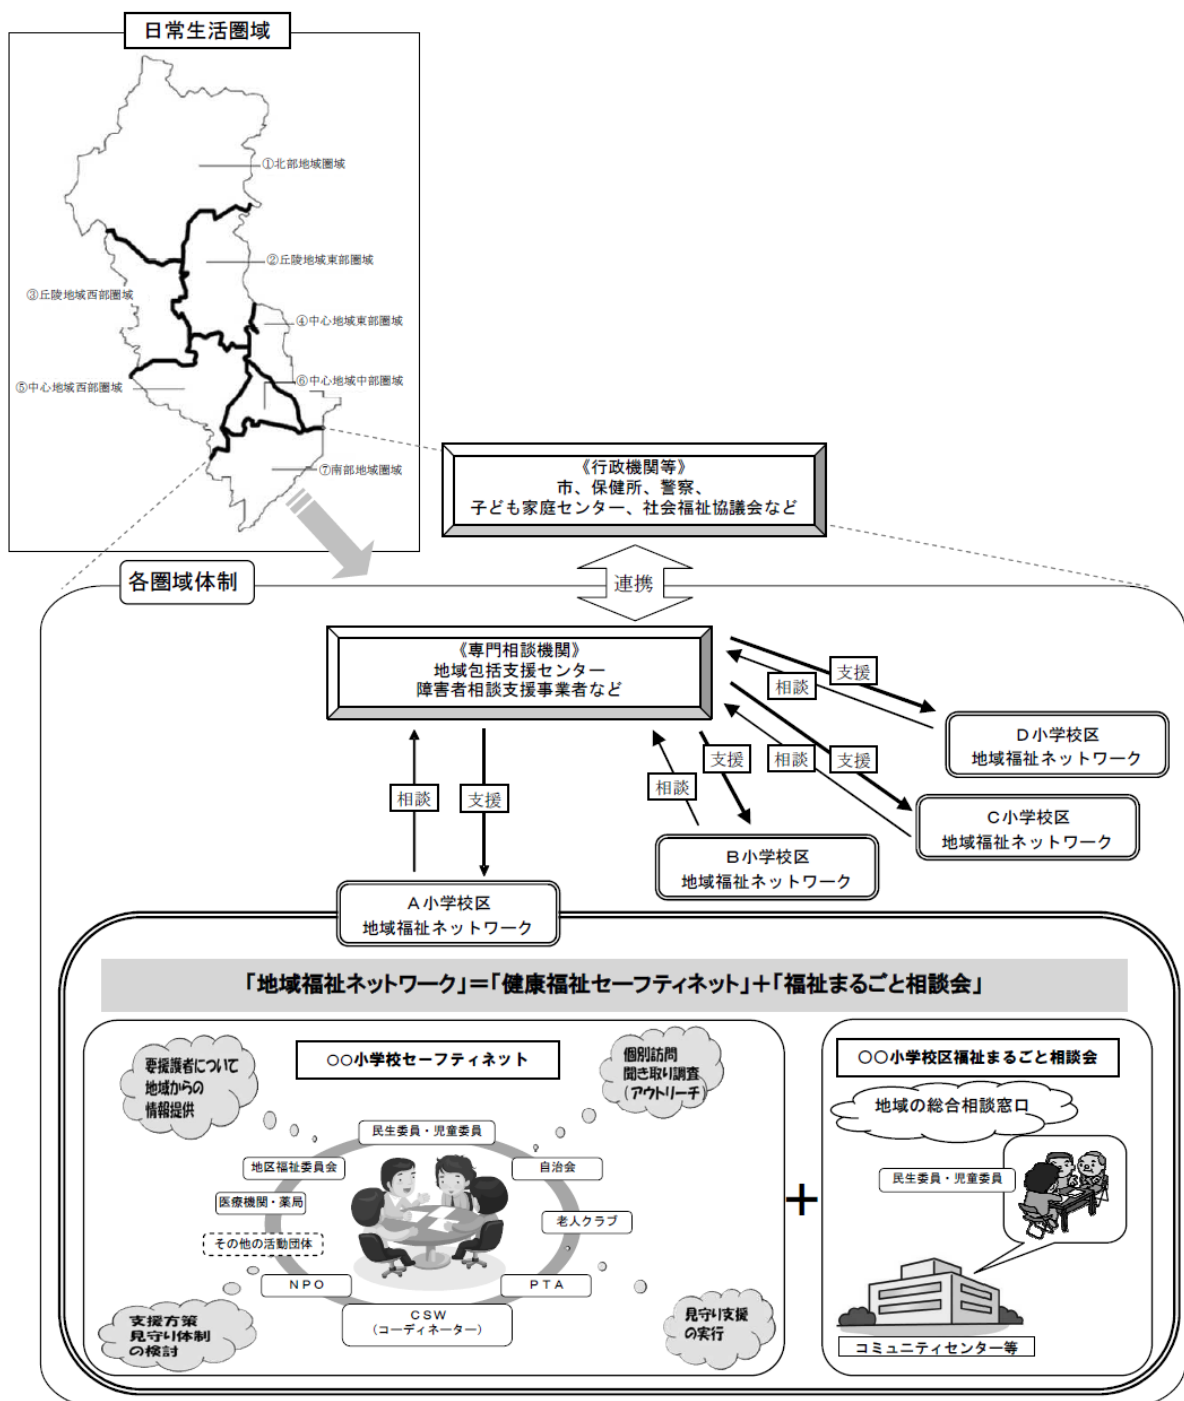 日常生活圏域
①北部地域圏域
②丘陵地域東部圏域
③丘陵地域西部圏域
④中心地域東部圏域
⑤中心地域西部圏域
⑥中心地域中部圏域
⑦南部地域圏域
《行政機関等》
市、保健所、警察、
子ども家庭センター、社会福祉協議会など
各圏域体制
連携
《専門相談機関》
地域包括支援センター
障害者相談支援事業者など
支援
相談
D小学校区
地域福祉ネットワーク
相談
支援
C小学校区
地域福祉ネットワーク
支援
相談
B小学校区
地域福祉ネットワーク
相談
支援
A小学校区
地域福祉ネットワーク
「地域福祉ネットワーク」＝「健康福祉セーフティネット」＋「福祉まるごと相談会」
○○小学校セーフティネット
要援護者について
地域からの
情報提供
個別訪問
聞き取り調査
（アウトリーチ）
民生委員・児童委員
地区福祉委員会
自治会
医療機関・薬局
老人クラブ
その他の活動団体
NPO
PTA
CSW
（コーディネーター）
支援方策
見守り体制
の検討
見守り支援
の実行
＋
○○小学校区福祉まるごと相談会
地域の総合相談窓口
民生委員・児童委員
コミュニティセンター等